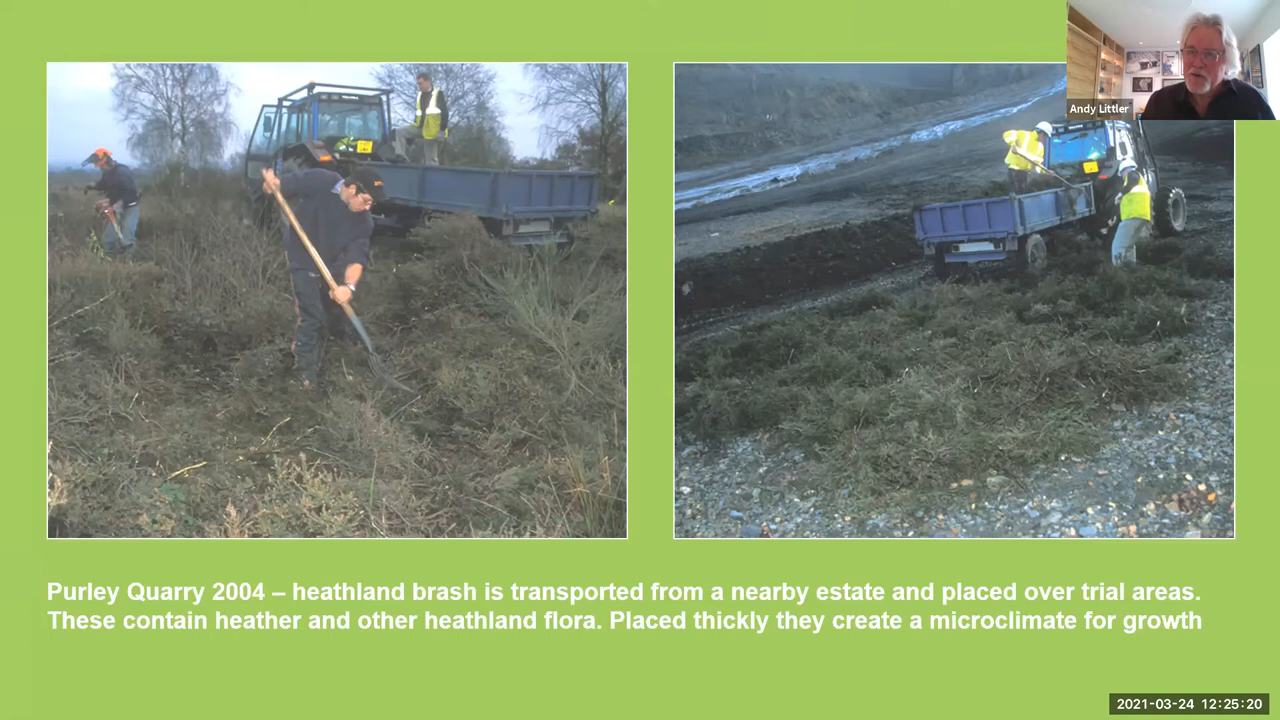 Andy Littler
Purley Quarry 2004 – heathland brash is transported from a nearby estate and placed over trial areas.
These contain heather and other heathland flora. Placed thickly they create a microclimate for growth
2021-03-24 12:25:20